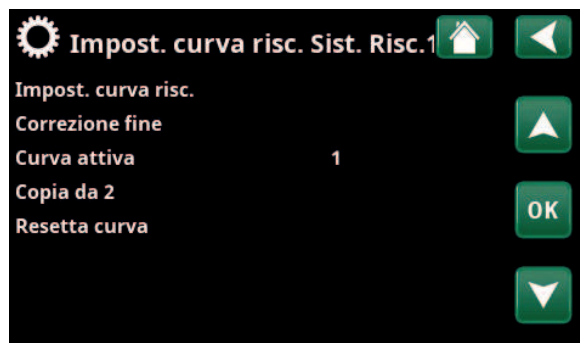 Impost. curva risc. Sist. Risc.1
Impost. curva risc.
Correzione fine
Curva attiva 1
Copia da 2
OK
Resetta curva